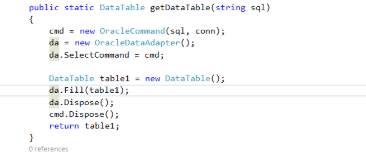 public static DataTable getDataTable(string sql)
{
cmd = new OracleCommand(sql, conn);
da = new OracleDataAdapter();
da.SelectCommand = cmd;
DataTable table1 = new DataTable();
da.Fill(table1);
da.Dispose();
cmd.Dispose();
return table1;
}
0 references